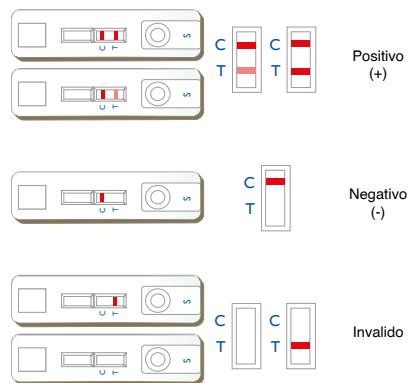 C T S
C T S
C C
T T
Positivo
(+)
C T S
C
T
Negativo
(-)
C T S
C T S
C C
T T
Invalido